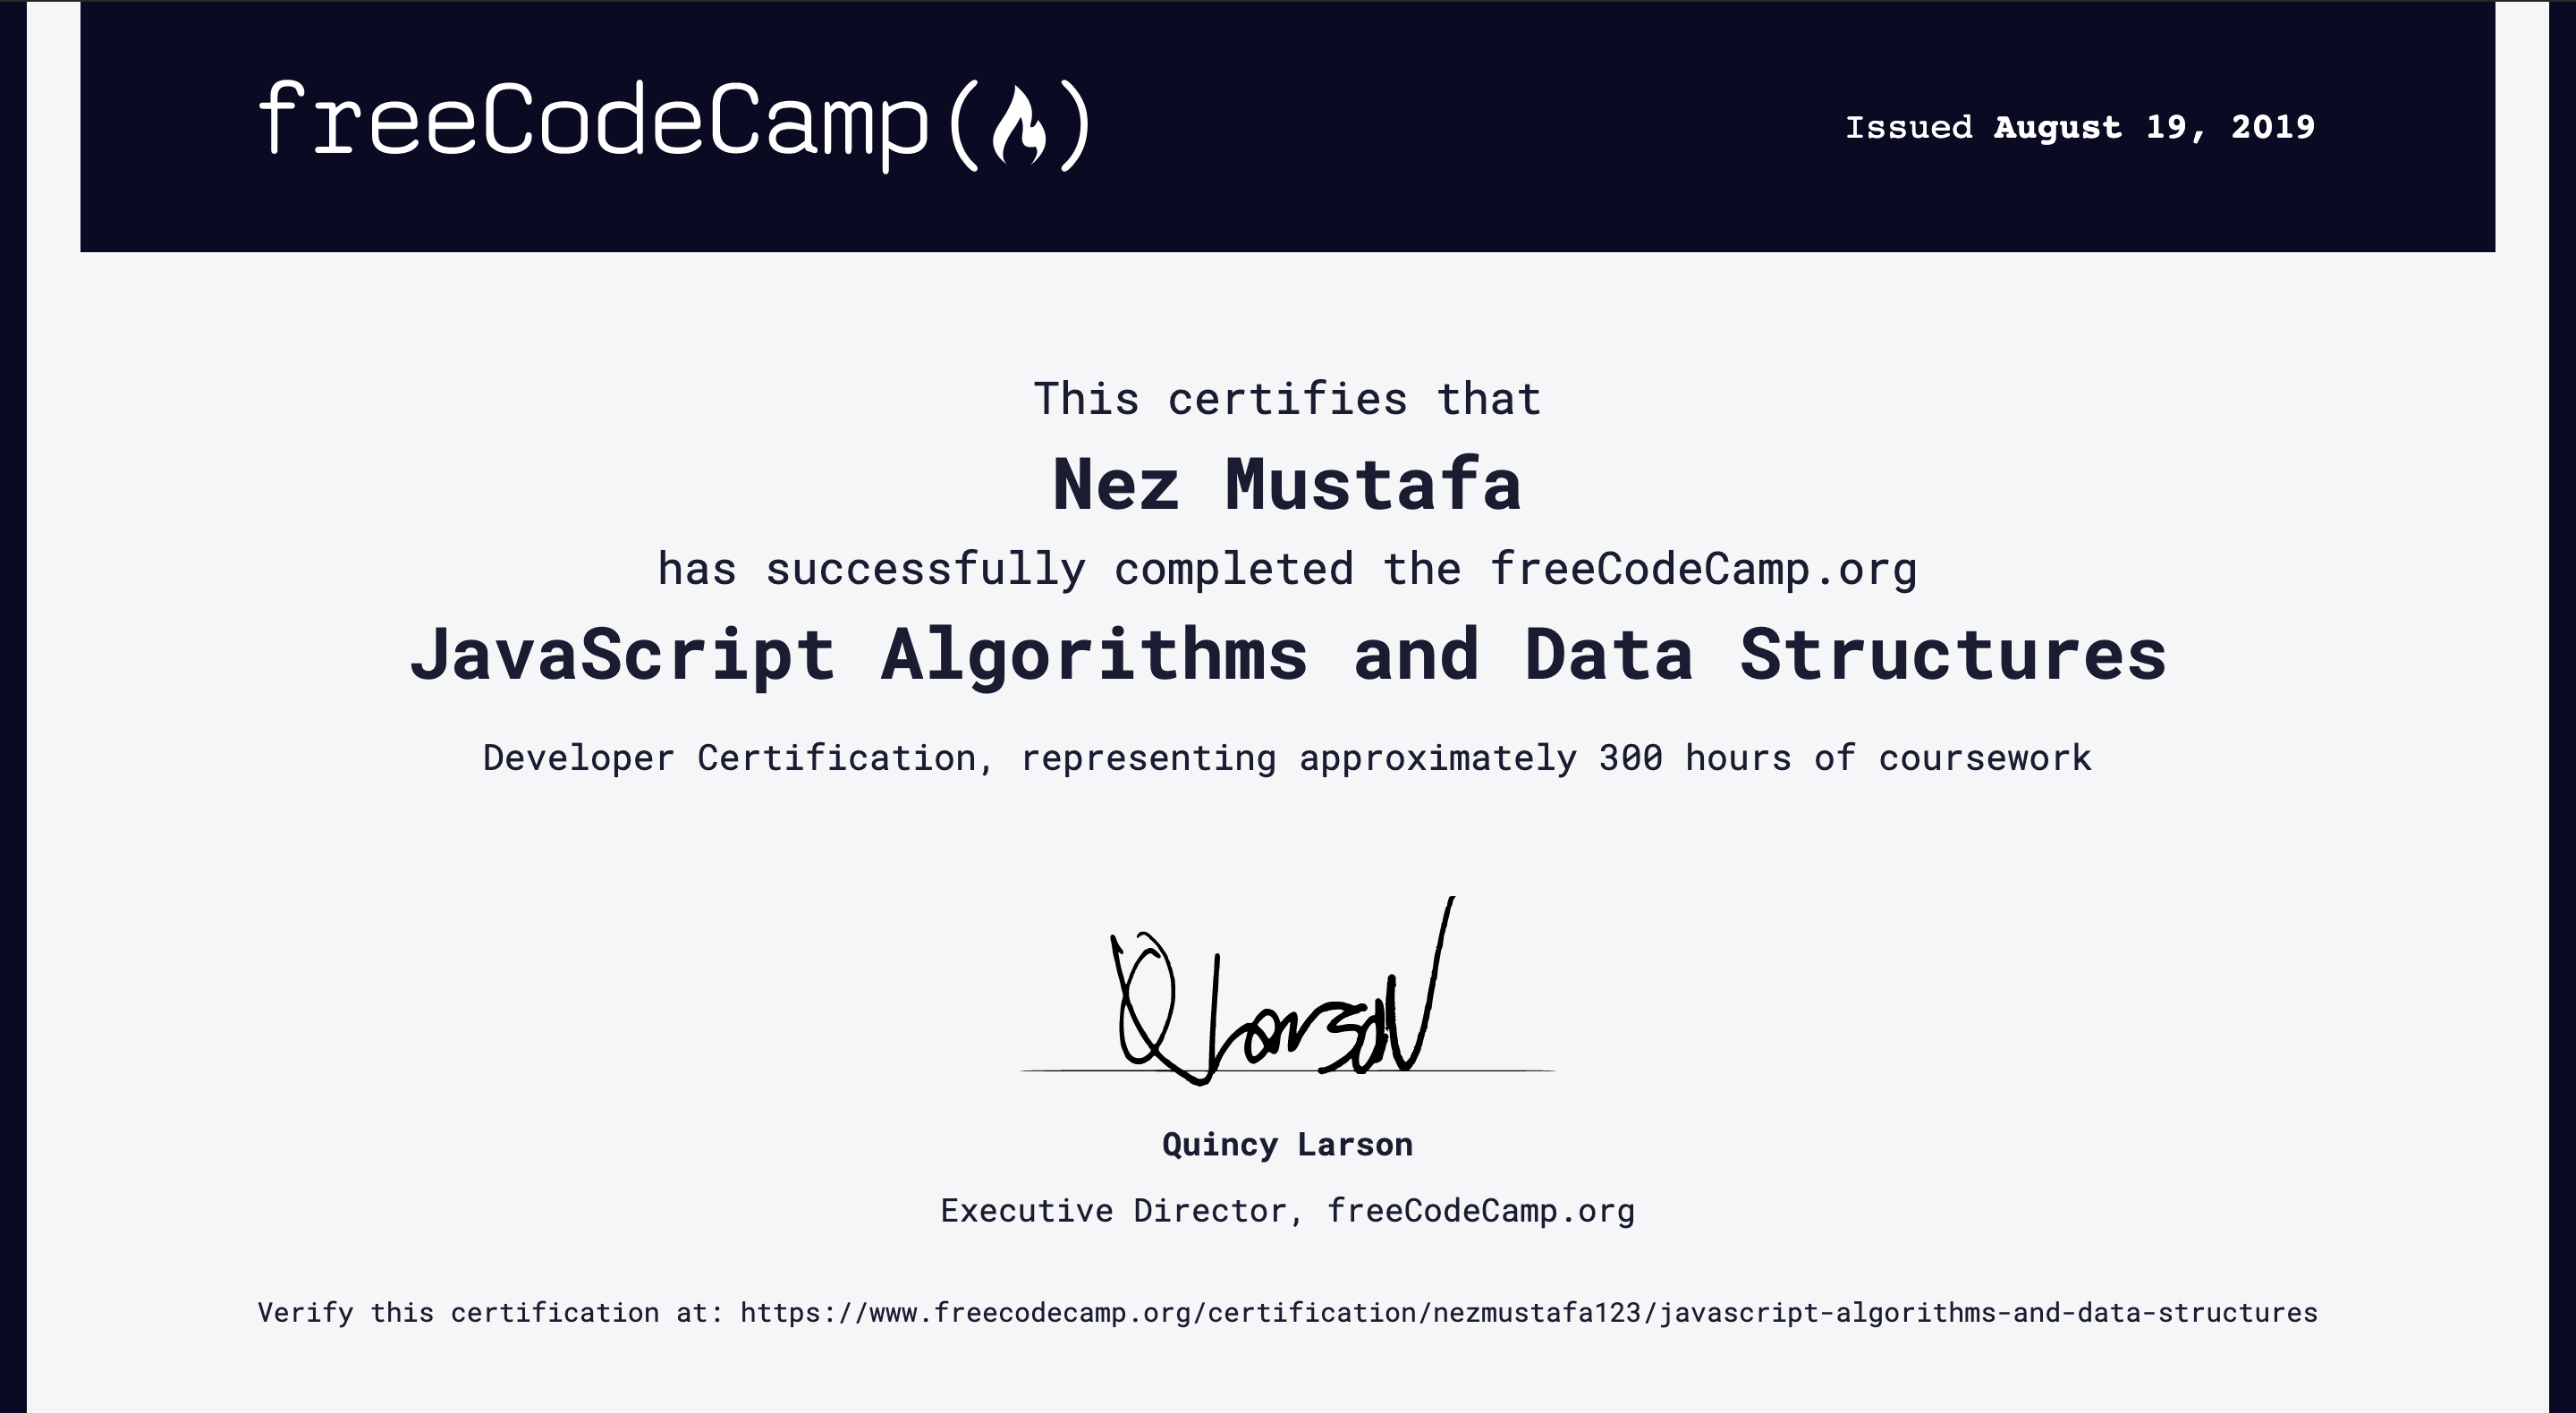 freeCodeCamp(🔥)
Issued August 19, 2019
This certifies that
Nez Mustafa
has successfully completed the freeCodeCamp.org
JavaScript Algorithms and Data Structures
Developer Certification, representing approximately 300 hours of coursework
Q Larson
Quincy Larson
Executive Director, freeCodeCamp.org
Verify this certification at: https://www.freecodecamp.org/certification/nezmustafa123/javascript-algorithms-and-data-structures